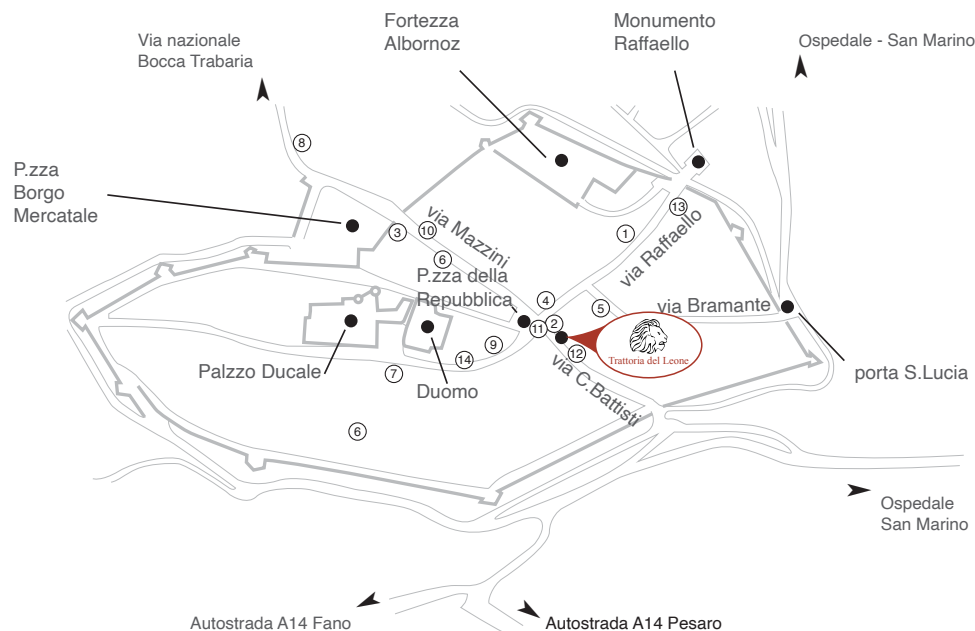 Fortezza
Albornoz
Monumento
Raffaello
Via nazionale
Bocca Trabaria
Ospedale - San Marino
8
P.zza
Borgo
Mercatale
3
10
6
via Mazzini
1
13
via Raffaello
P.zza della
Repubblica
4
5
via Bramante
11
2
12
9
14
7
Trattoria del Leone
Palzzo Ducale
Duomo
via C.Battisti
porta S.Lucia
6
Ospedale
San Marino
Autostrada A14 Fano
Autostrada A14 Pesaro